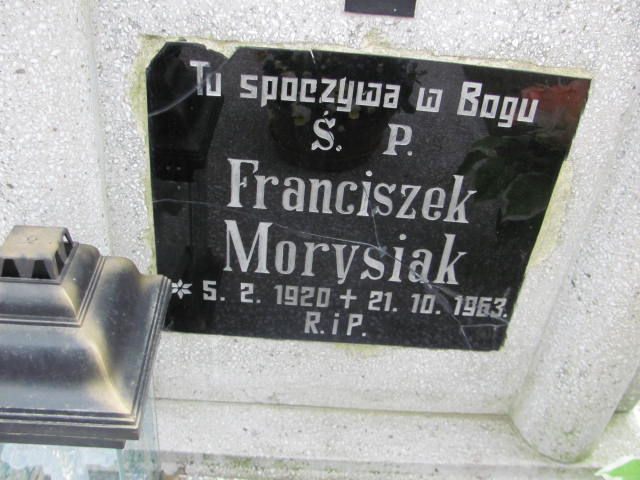 Tu spoczywa w Bogu
Ś. P.
Franciszek
Morysiak
* 5. 2. 1920 + 21. 10. 1963.
R. i P.